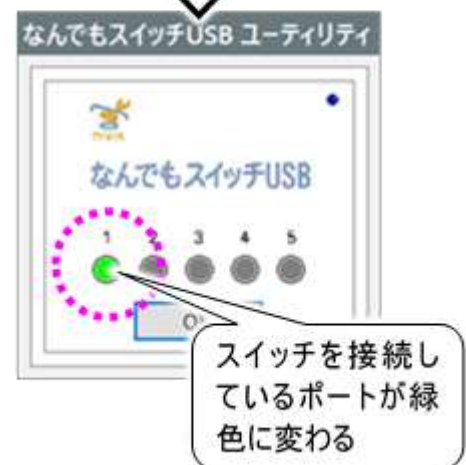 なんでもスイッチUSB ユーティリティ
なんでもスイッチUSB
1 2 3 4 5
スイッチを接続し
ているポートが緑
色に変わる